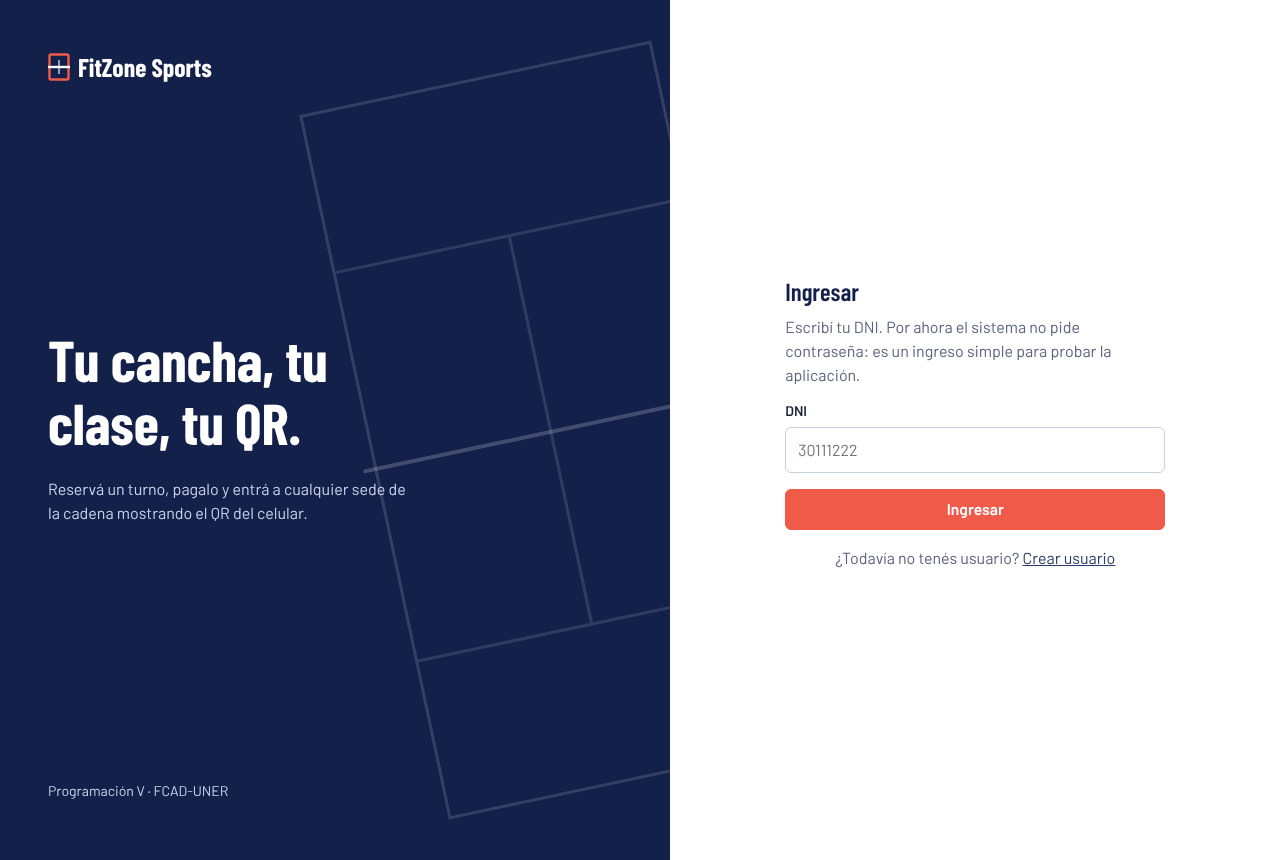 FitZone Sports
Tu cancha, tu
clase, tu QR.
Reservá un turno, pagalo y entrá a cualquier sede de
la cadena mostrando el QR del celular.
Programación V · FCAD-UNER
Ingresar
Escribí tu DNI. Por ahora el sistema no pide
contraseña: es un ingreso simple para probar la
aplicación.
DNI
30111222
Ingresar
¿Todavía no tenés usuario? Crear usuario